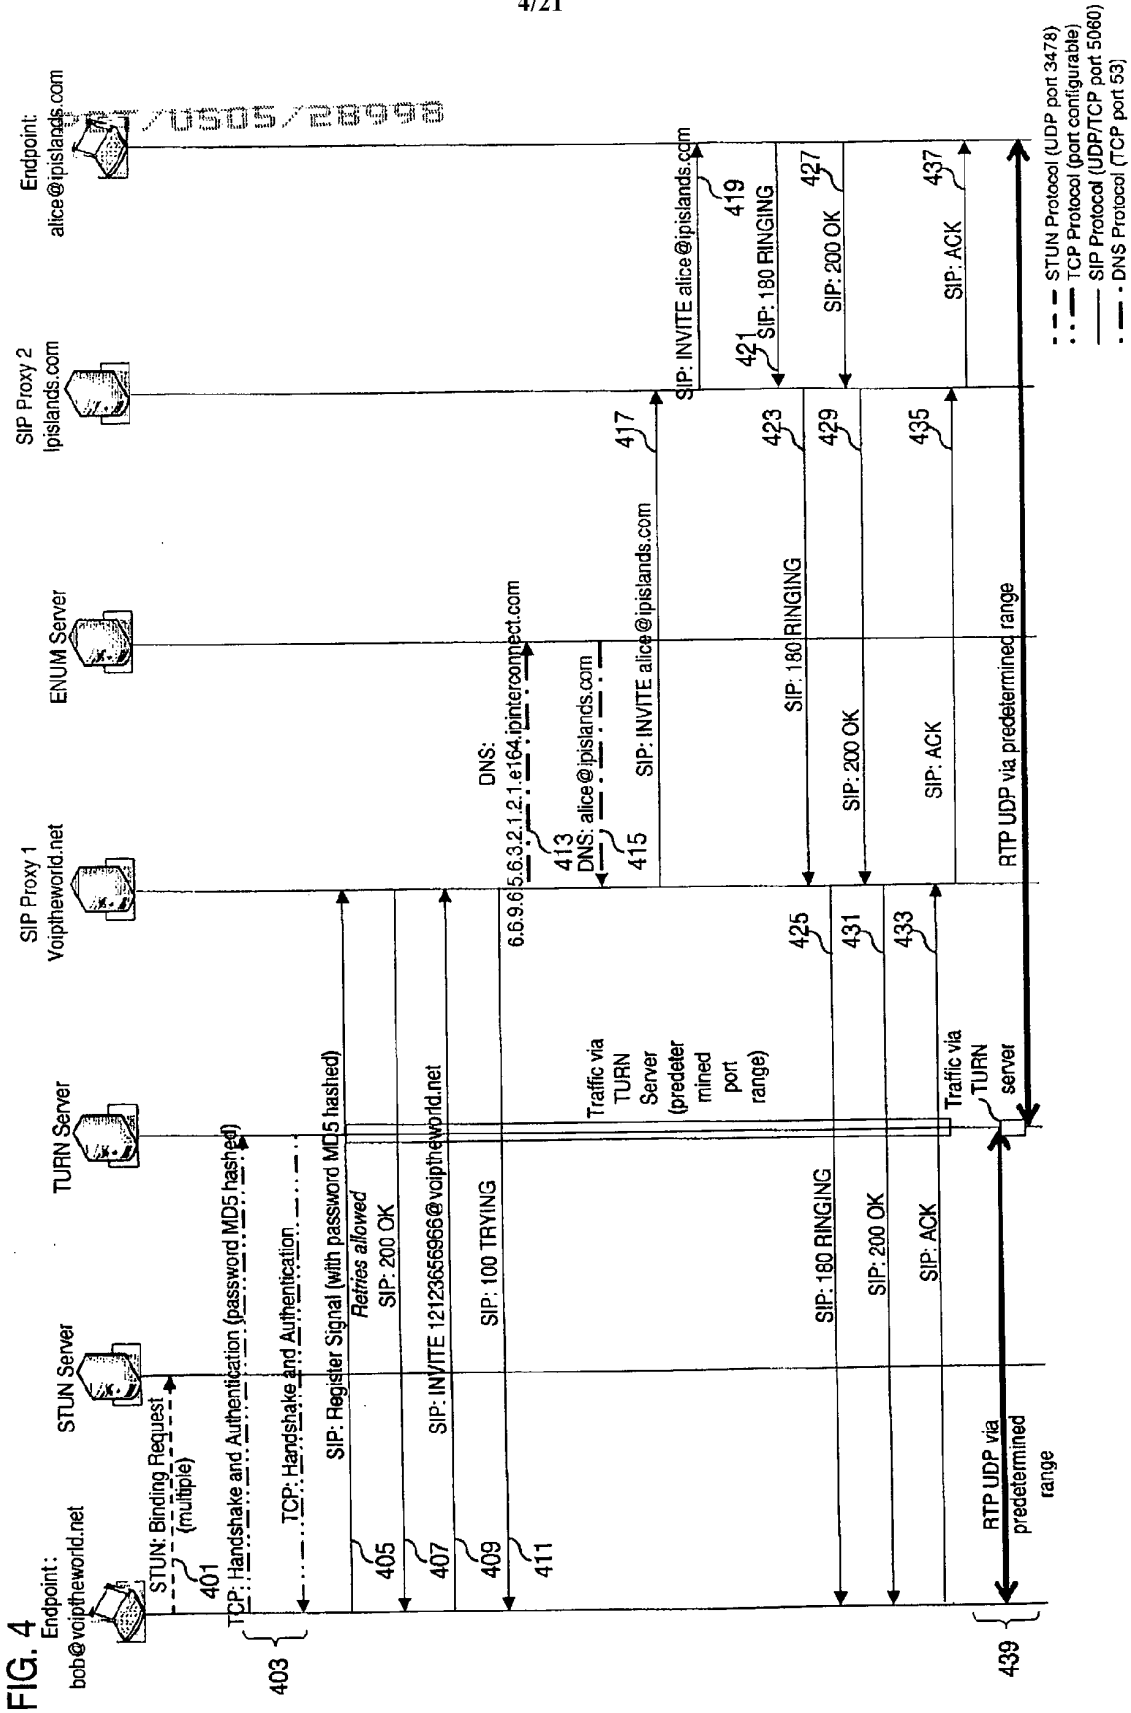 4/21
FIG. 4
Endpoint:
bob@voiptheworld.net
STUN Server
TURN Server
SIP Proxy 1
Voiptheworld.net
ENUM Server
SIP Proxy 2
Ipislands.com
Endpoint:
alice@ipislands.com
/0505/28998
STUN: Binding Request
(multiple)
401
TCP: Handshake and Authentication (password MD5 hashed)
TCP: Handshake and Authentication
403
SIP: Register Signal (with password MD5 hashed)
405
Retries allowed
SIP: 200 OK
407
SIP: INVITE 12123656966@voiptheworld.net
409
SIP: 100 TRYING
411
DNS:
6.6.9.6.5.6.3.2.1.2.1.e164.ipinterconnect.com
413
DNS: alice@ipislands.com
415
SIP: INVITE alice@ipislands.com
417
SIP: INVITE alice@ipislands.com
419
SIP: 180 RINGING
421
SIP: 180 RINGING
423
SIP: 180 RINGING
425
SIP: 200 OK
427
SIP: 200 OK
429
SIP: 200 OK
431
SIP: ACK
433
SIP: ACK
435
SIP: ACK
437
Traffic via
TURN
Server
(predeter
mined
port
range)
Traffic via
TURN
server
RTP UDP via
predetermined
range
RTP UDP via predetermined range
439
STUN Protocol (UDP port 3478)
TCP Protocol (port configurable)
SIP Protocol (UDP/TCP port 5060)
DNS Protocol (TCP port 53)